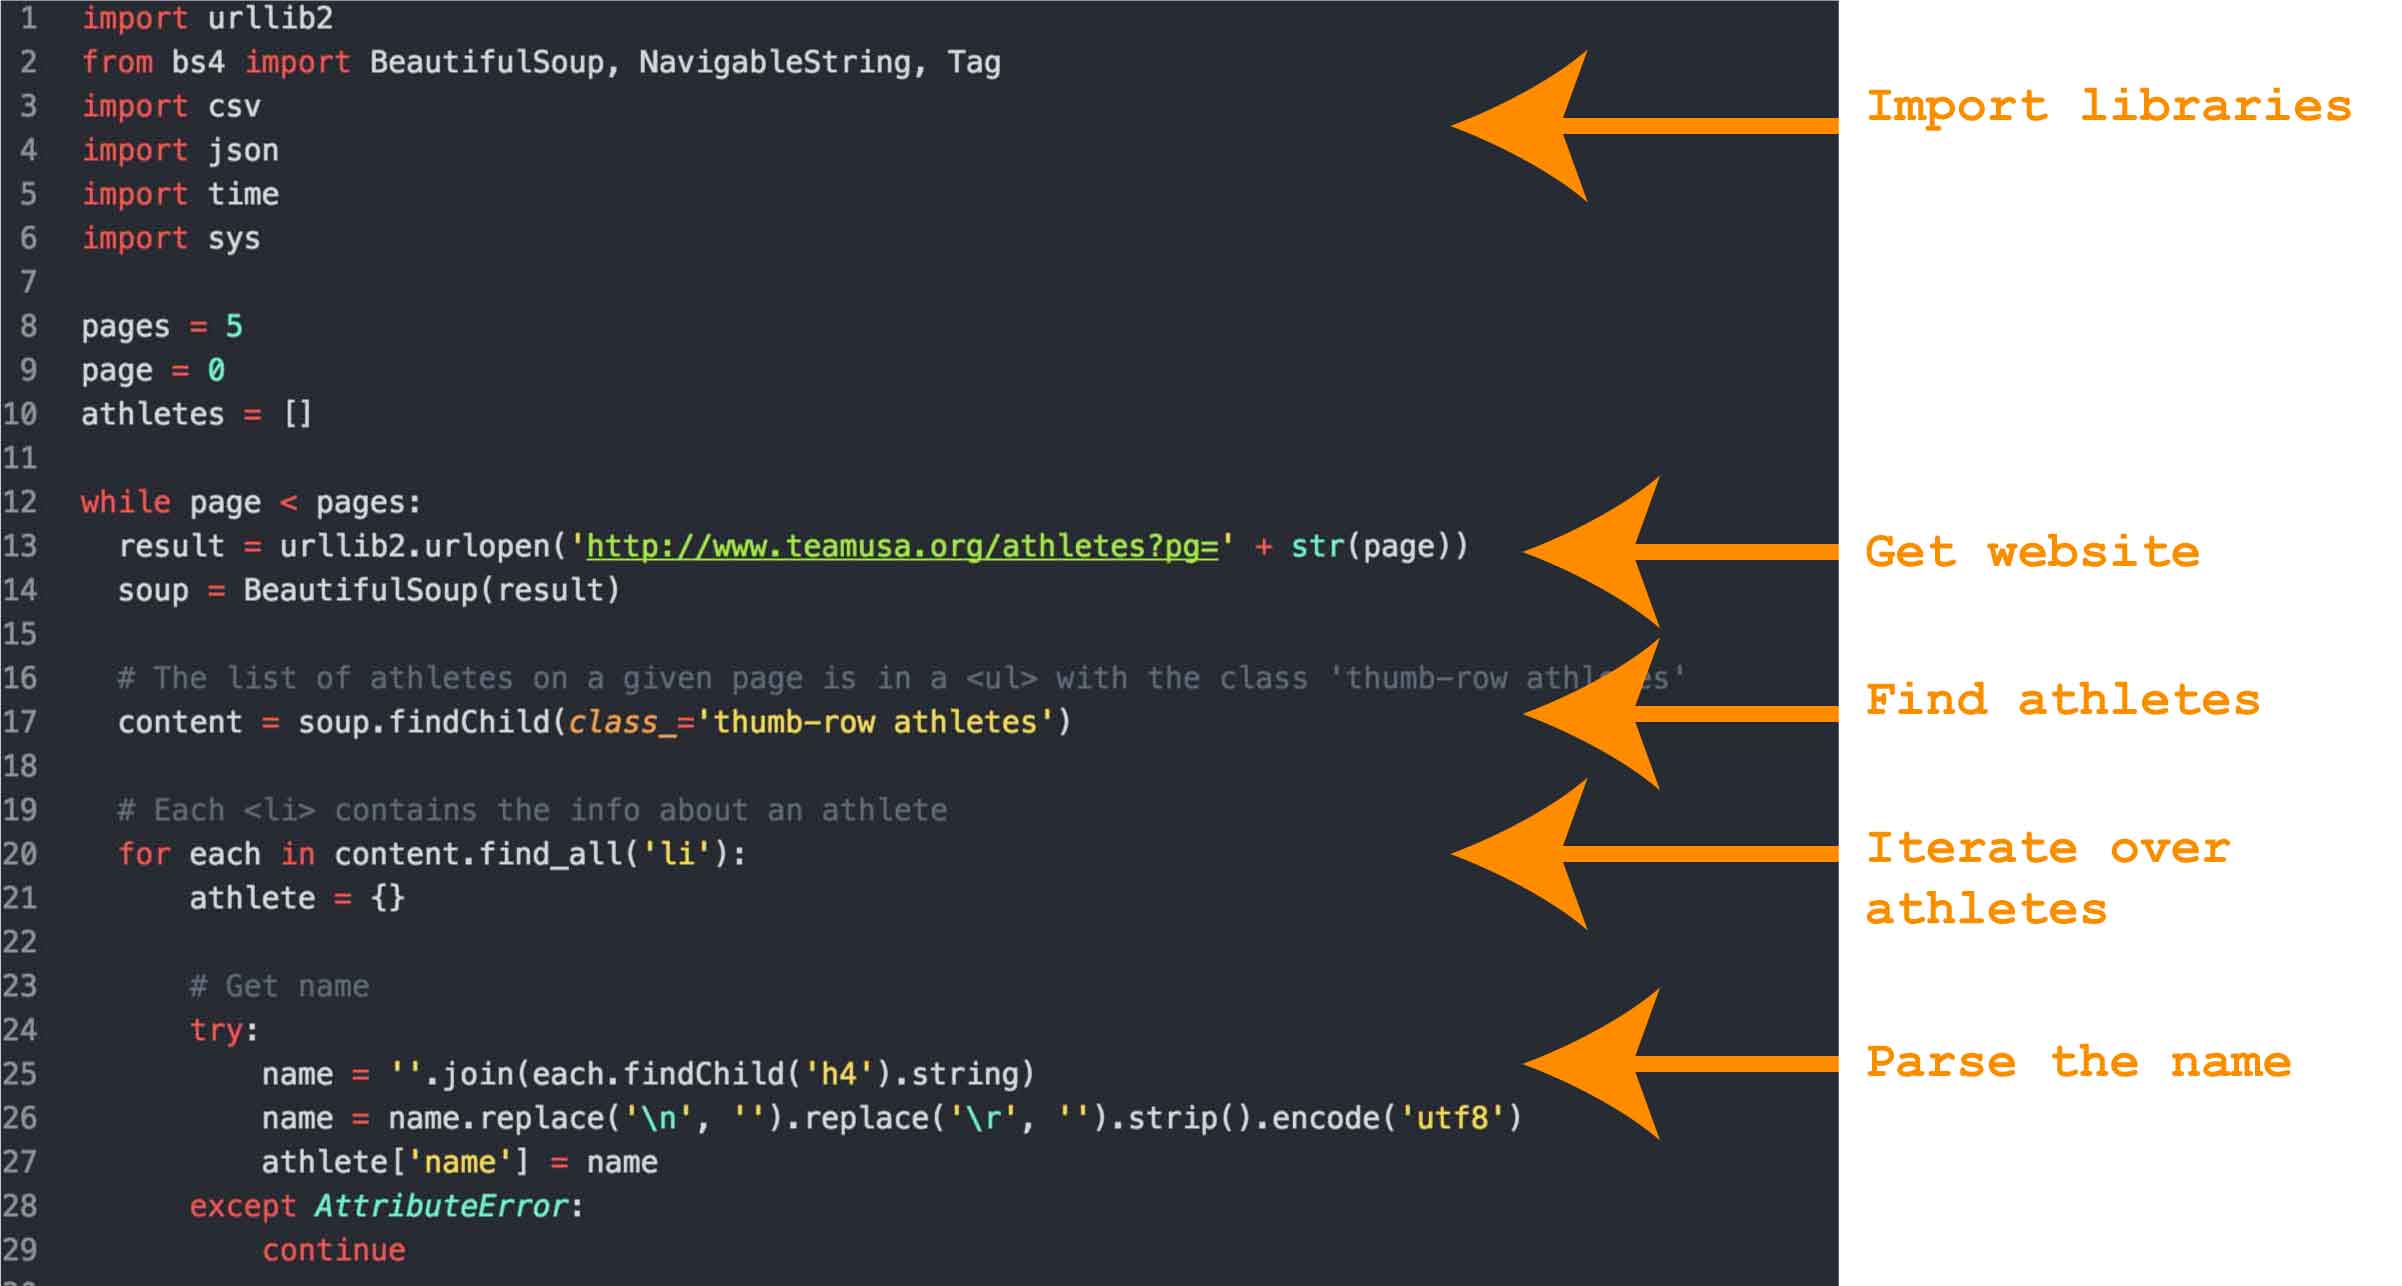 1 import urllib2
2 from bs4 import BeautifulSoup, NavigableString, Tag
3 import csv
4 import json
5 import time
6 import sys
7
8 pages = 5
9 page = 0
10 athletes = []
11
12 while page < pages:
13   result = urllib2.urlopen('http://www.teamusa.org/athletes?pg=' + str(page))
14   soup = BeautifulSoup(result)
15
16   # The list of athletes on a given page is in a <ul> with the class 'thumb-row athletes'
17   content = soup.findChild(class_='thumb-row athletes')
18
19   # Each <li> contains the info about an athlete
20   for each in content.find_all('li'):
21       athlete = {}
22
23       # Get name
24       try:
25           name = ''.join(each.findChild('h4').string)
26           name = name.replace('\n', '').replace('\r', '').strip().encode('utf8')
27           athlete['name'] = name
28       except AttributeError:
29           continue
Import libraries
Get website
Find athletes
Iterate over
athletes
Parse the name